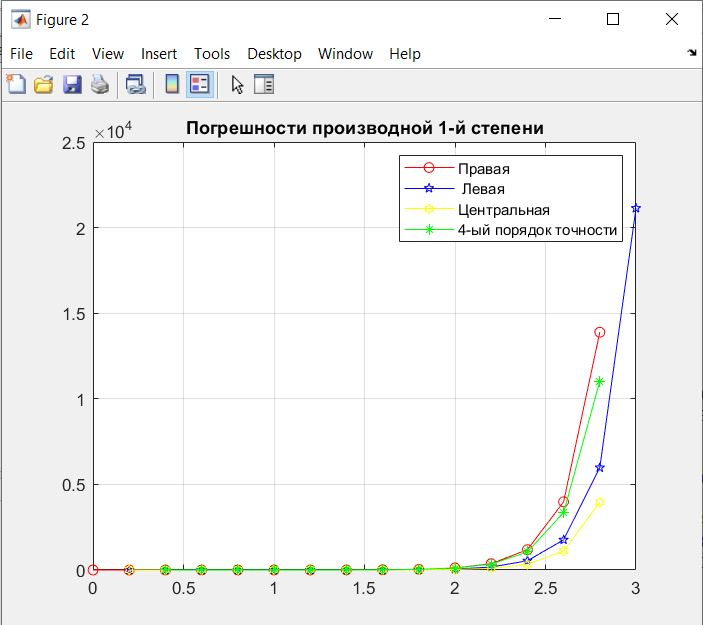 Figure 2
File Edit View Insert Tools Desktop Window Help
Погрешности производной 1-й степени
×10⁴
2.5
2
1.5
1
0.5
0
0 0.5 1 1.5 2 2.5 3
Правая
Левая
Центральная
4-ый порядок точности